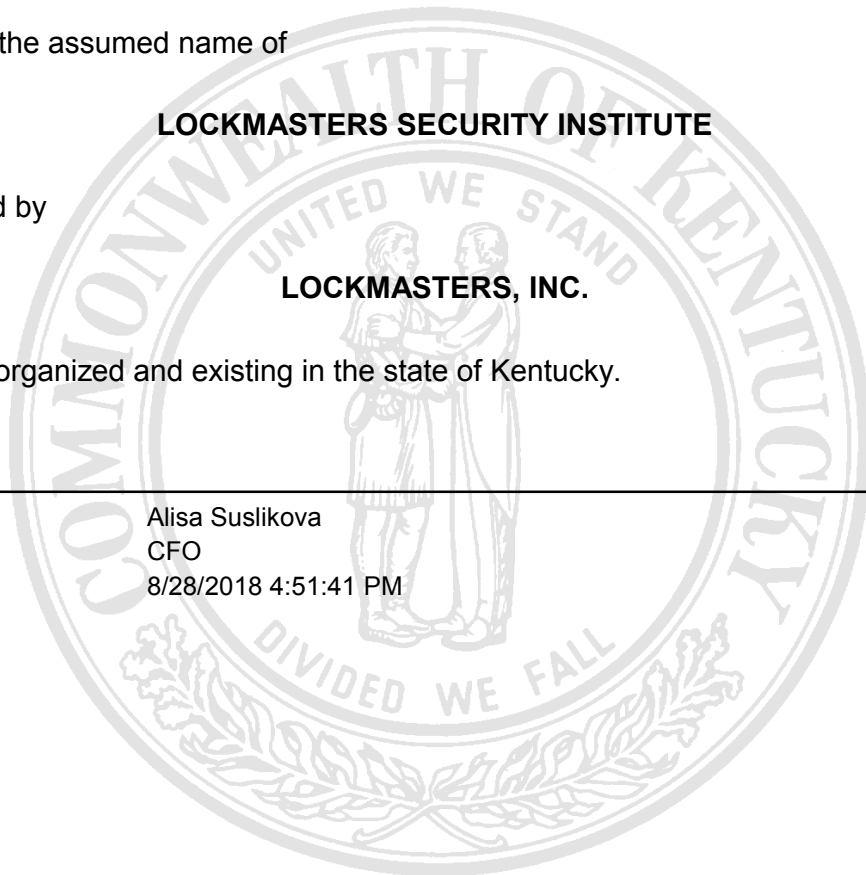 the assumed name of
LOCKMASTERS SECURITY INSTITUTE
d by
LOCKMASTERS, INC.
organized and existing in the state of Kentucky.
Alisa Suslikova
CFO
8/28/2018 4:51:41 PM
COMMONWEALTH OF KENTUCKY
UNITED WE STAND
DIVIDED WE FALL